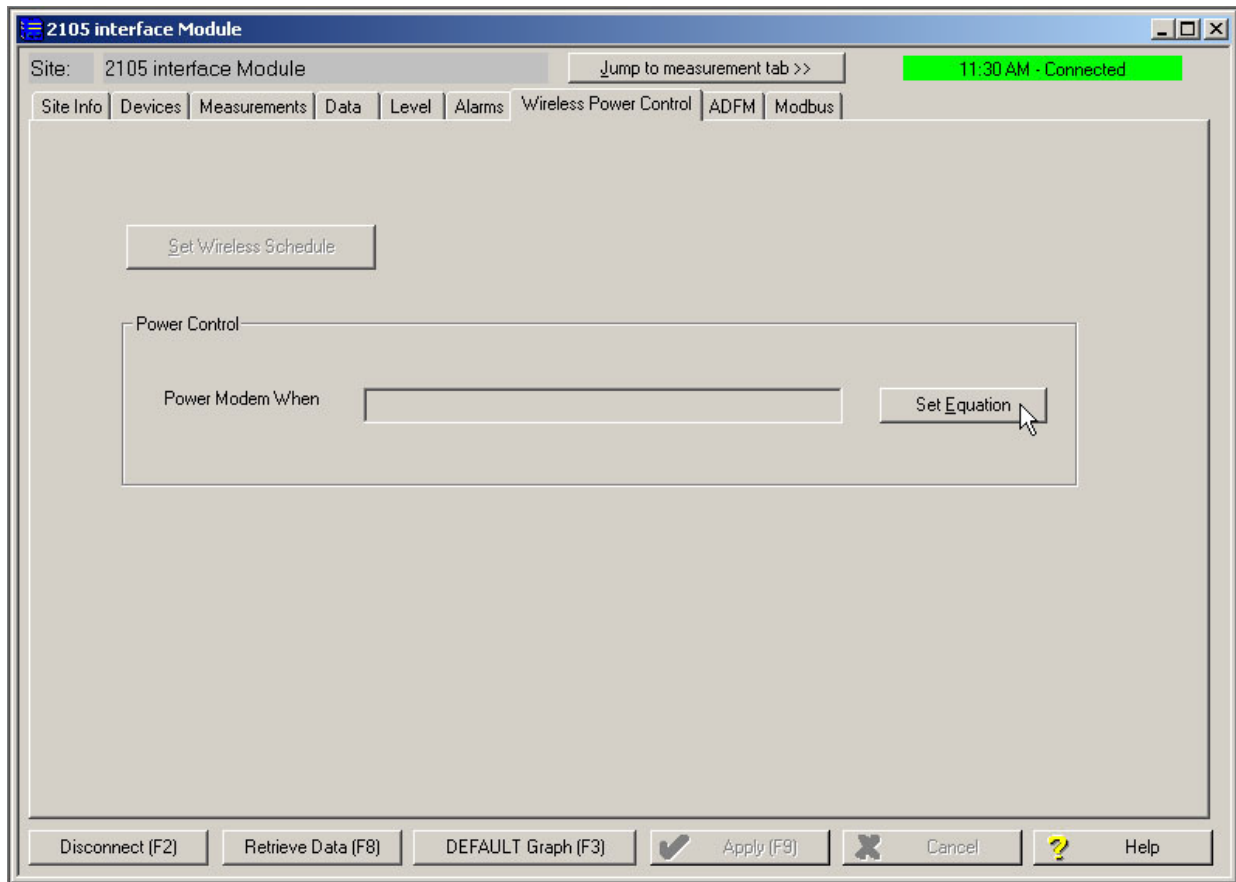 2105 interface Module
Site: 2105 interface Module Jump to measurement tab >> 11:30 AM - Connected
Site Info Devices Measurements Data Level Alarms Wireless Power Control ADFM Modbus
Set Wireless Schedule
Power Control
Power Modem When Set Equation
Disconnect (F2) Retrieve Data (F8) DEFAULT Graph (F3) Apply (F9) Cancel Help